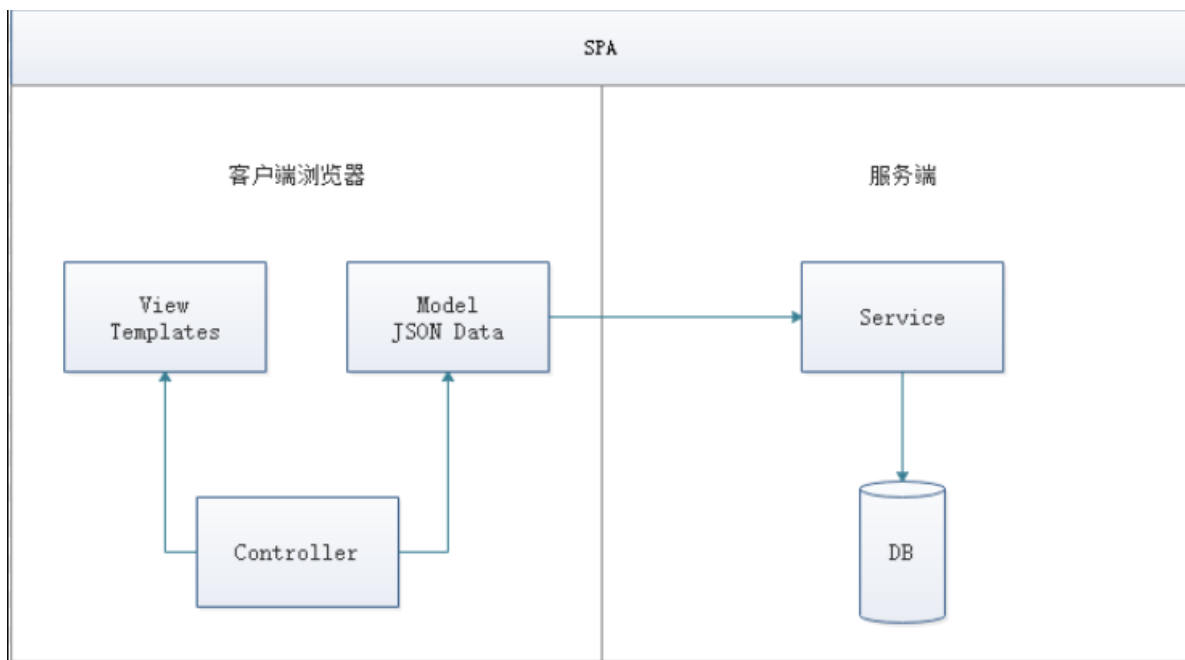 SPA
客户端浏览器
服务端
View
Templates
Model
JSON Data
Service
Controller
DB